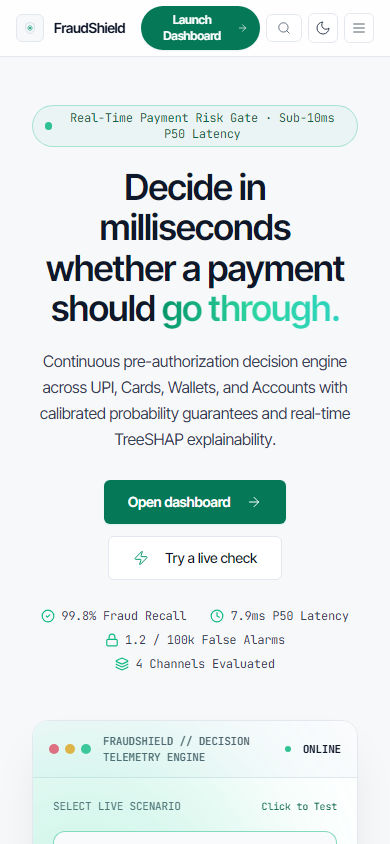 FraudShield
Launch
Dashboard
Real-Time Payment Risk Gate · Sub-10ms
P50 Latency
Decide in
milliseconds
whether a payment
should go through.
Continuous pre-authorization decision engine
across UPI, Cards, Wallets, and Accounts with
calibrated probability guarantees and real-time
TreeSHAP explainability.
Open dashboard
Try a live check
99.8% Fraud Recall
7.9ms P50 Latency
1.2 / 100k False Alarms
4 Channels Evaluated
FRAUDSHIELD // DECISION
TELEMETRY ENGINE
ONLINE
SELECT LIVE SCENARIO
Click to Test